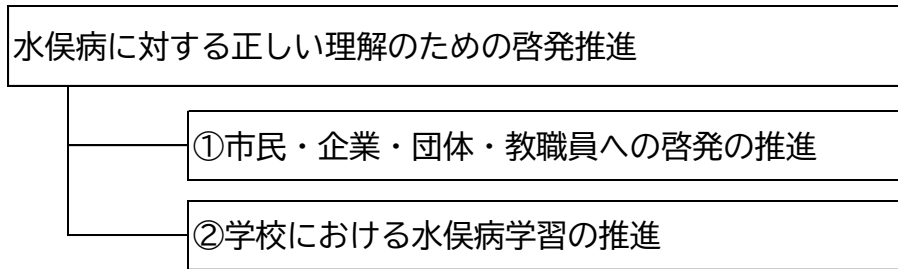 水俣病に対する正しい理解のための啓発推進
①市民・企業・団体・教職員への啓発の推進
②学校における水俣病学習の推進